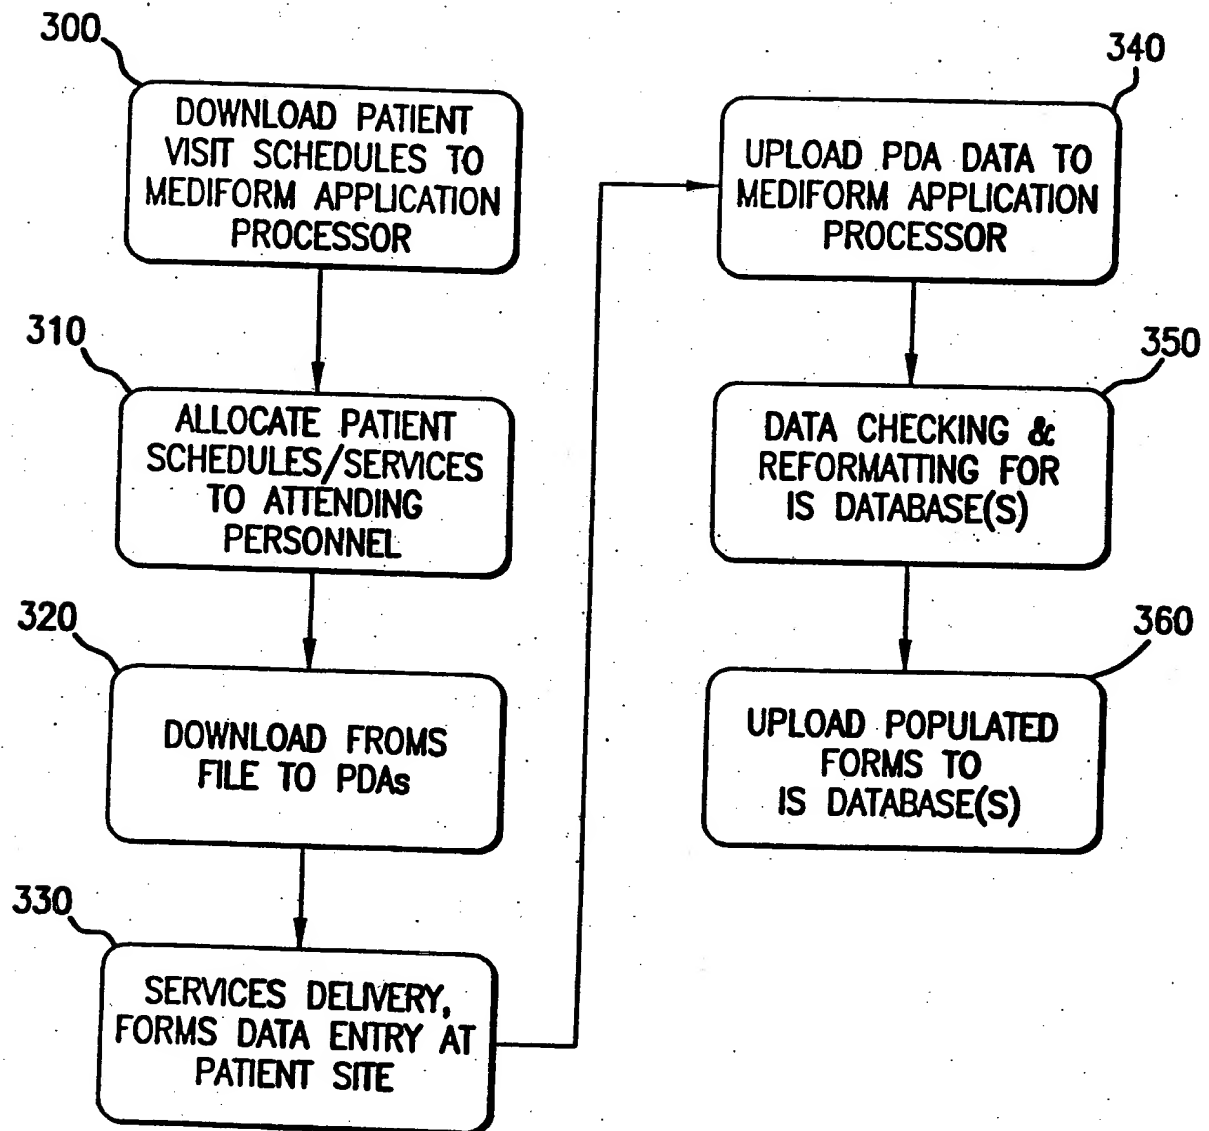 300
DOWNLOAD PATIENT
VISIT SCHEDULES TO
MEDIFORM APPLICATION
PROCESSOR
310
ALLOCATE PATIENT
SCHEDULES/SERVICES
TO ATTENDING
PERSONNEL
320
DOWNLOAD FROMS
FILE TO PDAs
330
SERVICES DELIVERY,
FORMS DATA ENTRY AT
PATIENT SITE
340
UPLOAD PDA DATA TO
MEDIFORM APPLICATION
PROCESSOR
350
DATA CHECKING &
REFORMATTING FOR
IS DATABASE(S)
360
UPLOAD POPULATED
FORMS TO
IS DATABASE(S)